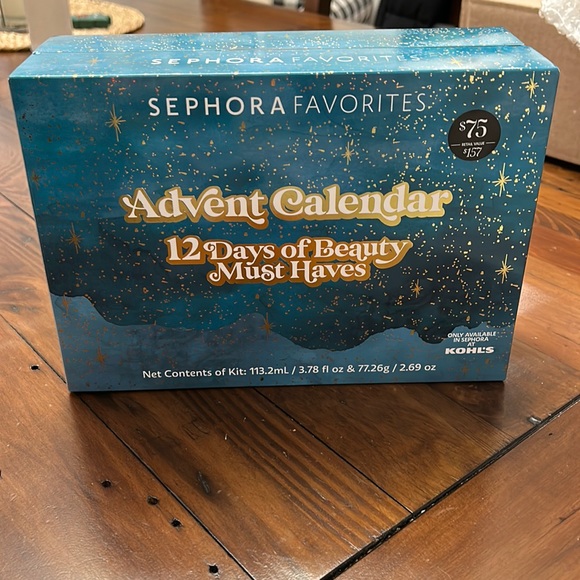 SEPHORA FAVORITES
SEPHORA FAVORITES
$75
RETAIL VALUE
$157
Advent Calendar
12 Days of Beauty
Must Haves
ONLY AVAILABLE
IN SEPHORA
AT
KOHL'S
Net Contents of Kit: 113.2mL / 3.78 fl oz & 77.26g / 2.69 oz